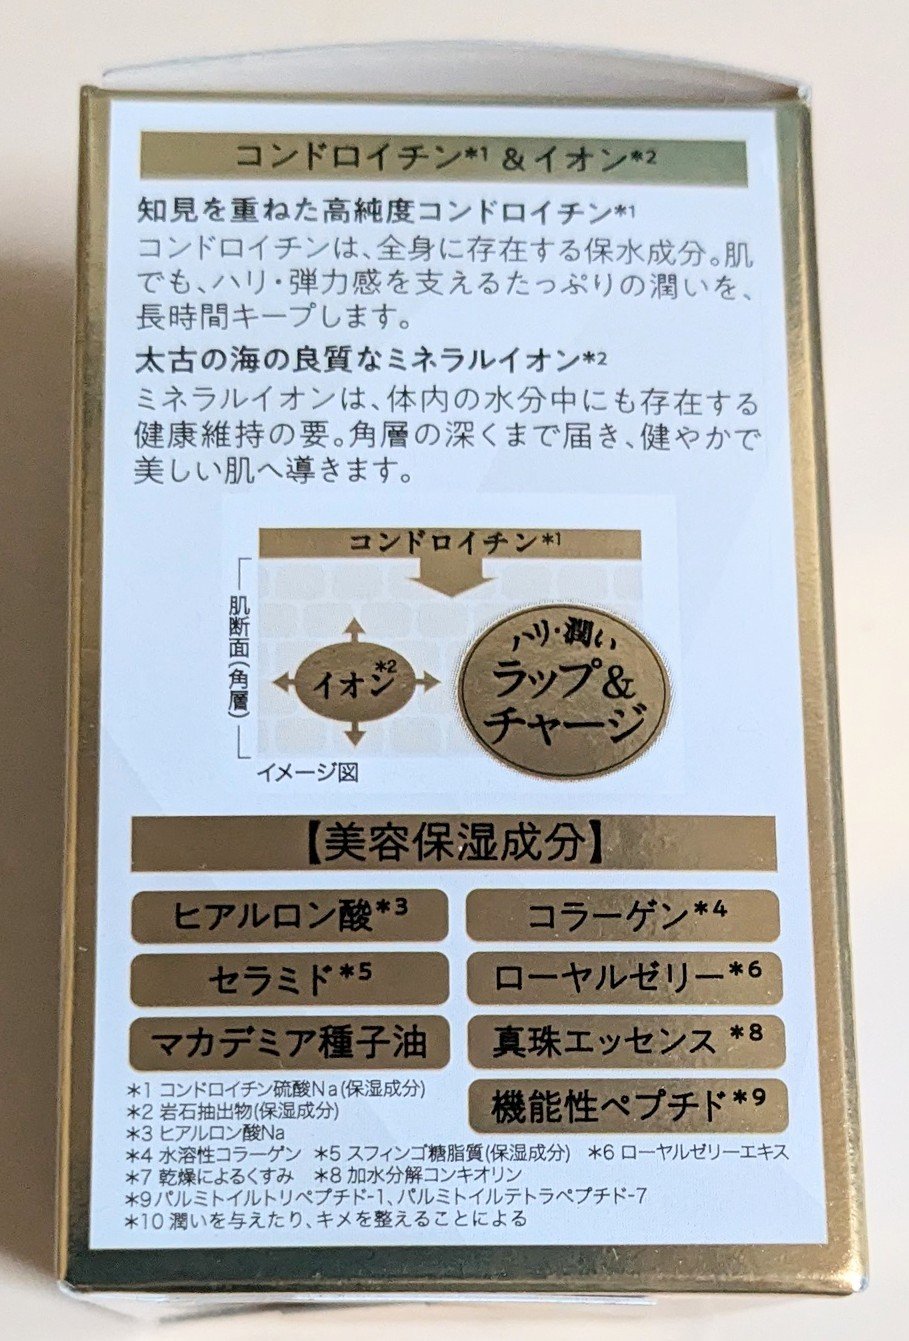 コンドロイチン*1 &イオン*2
知見を重ねた高純度コンドロイチン*1
コンドロイチンは、全身に存在する保水成分。肌
でも、ハリ・弾力感を支えるたっぷりの潤いを、
長時間キープします。
太古の海の良質なミネラルイオン*2
ミネラルイオンは、体内の水分中にも存在する
健康維持の要。角層の深くまで届き、健やかで
美しい肌へ導きます。
コンドロイチン*1
肌断面(角層)
イオン*2
ハリ・潤い
ラップ&
チャージ
イメージ図
【美容保湿成分】
ヒアルロン酸*3 コラーゲン*4
セラミド*5 ローヤルゼリー*6
マカデミア種子油 真珠エッセンス*8
機能性ペプチド*9
*1 コンドロイチン硫酸Na(保湿成分)
*2 岩石抽出物(保湿成分)
*3 ヒアルロン酸Na
*4 水溶性コラーゲン *5 スフィンゴ糖脂質(保湿成分) *6 ローヤルゼリーエキス
*7 乾燥によるくすみ *8 加水分解コンキオリン
*9 パルミトイルトリペプチド-1、パルミトイルテトラペプチド-7
*10 潤いを与えたり、キメを整えることによる